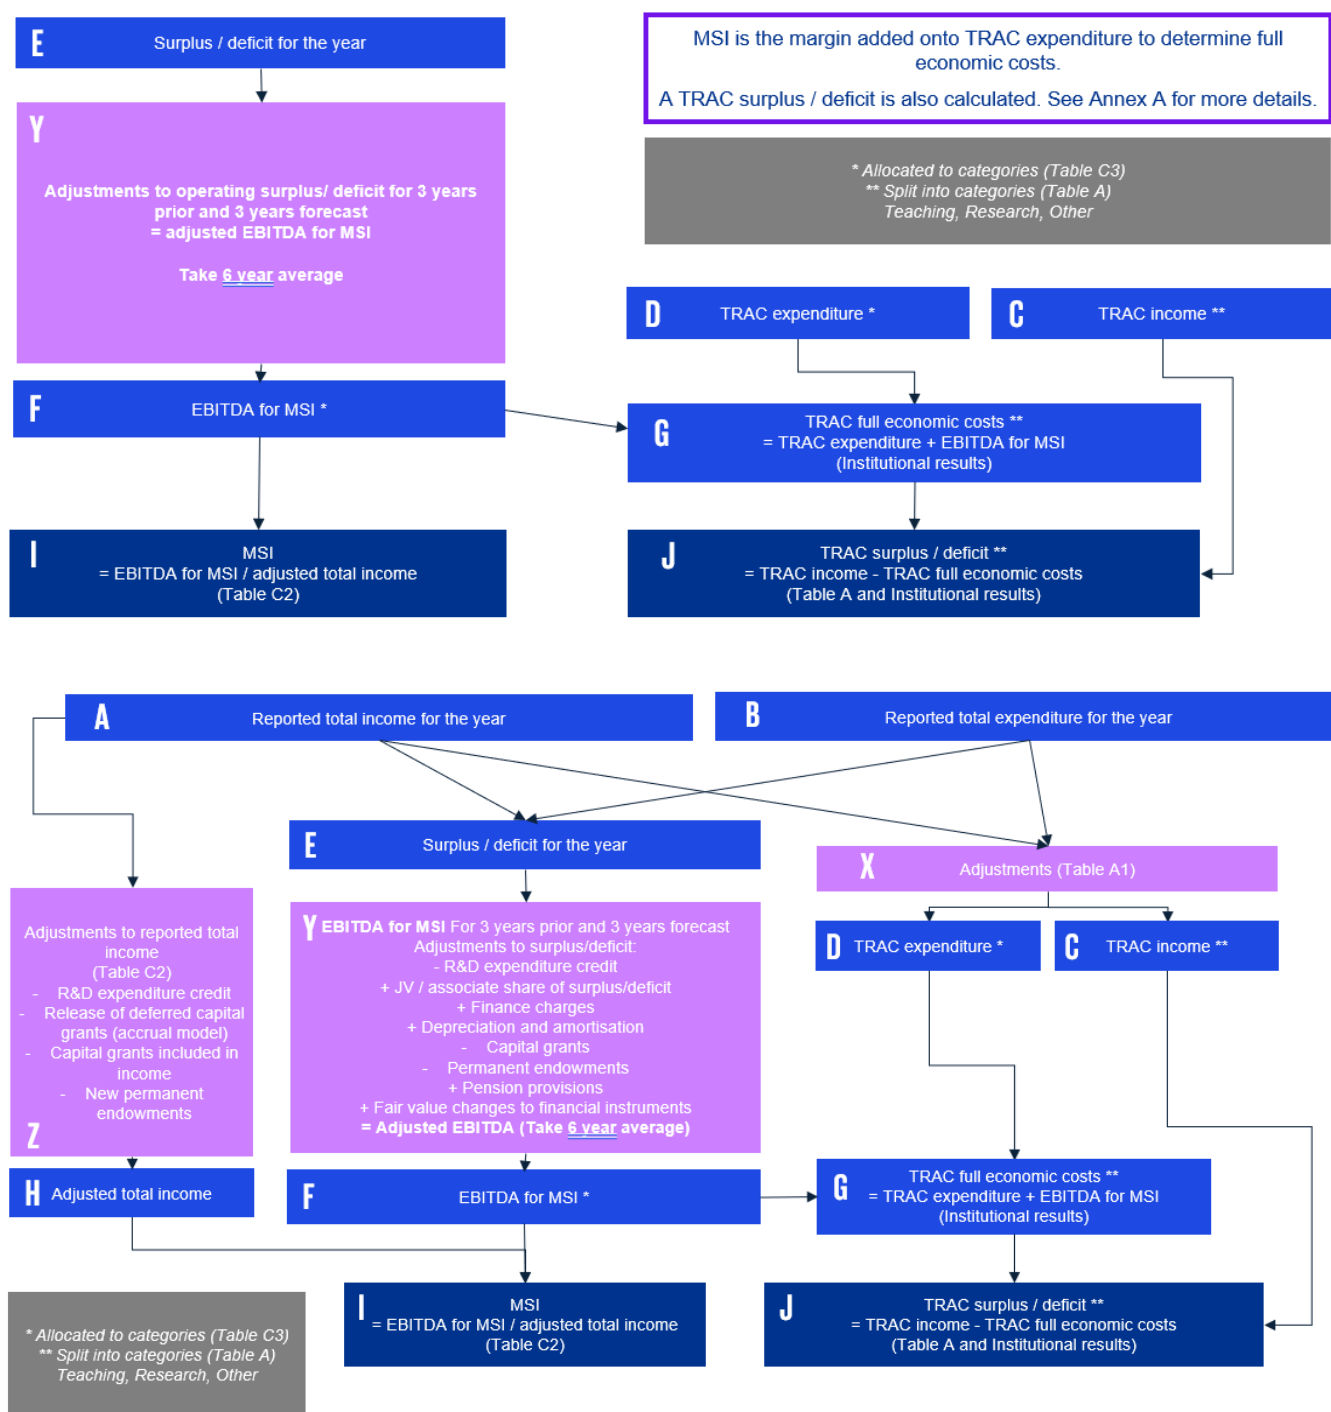 E
Surplus / deficit for the year
MSI is the margin added onto TRAC expenditure to determine full
economic costs.
A TRAC surplus / deficit is also calculated. See Annex A for more details.
Y
Adjustments to operating surplus/ deficit for 3 years
prior and 3 years forecast
= adjusted EBITDA for MSI
Take 6 year average
* Allocated to categories (Table C3)
** Split into categories (Table A)
Teaching, Research, Other
D
TRAC expenditure *
C
TRAC income **
F
EBITDA for MSI *
G
TRAC full economic costs **
= TRAC expenditure + EBITDA for MSI
(Institutional results)
I
MSI
= EBITDA for MSI / adjusted total income
(Table C2)
J
TRAC surplus / deficit **
= TRAC income - TRAC full economic costs
(Table A and Institutional results)
A
Reported total income for the year
B
Reported total expenditure for the year
E
Surplus / deficit for the year
X
Adjustments (Table A1)
Adjustments to reported total
income
(Table C2)
- R&D expenditure credit
- Release of deferred capital
grants (accrual model)
- Capital grants included in
income
- New permanent
endowments
Z
Y
EBITDA for MSI For 3 years prior and 3 years forecast
Adjustments to surplus/deficit:
- R&D expenditure credit
+ JV / associate share of surplus/deficit
+ Finance charges
+ Depreciation and amortisation
- Capital grants
- Permanent endowments
+ Pension provisions
+ Fair value changes to financial instruments
= Adjusted EBITDA (Take 6 year average)
D
TRAC expenditure *
C
TRAC income **
H
Adjusted total income
F
EBITDA for MSI *
G
TRAC full economic costs **
= TRAC expenditure + EBITDA for MSI
(Institutional results)
* Allocated to categories (Table C3)
** Split into categories (Table A)
Teaching, Research, Other
I
MSI
= EBITDA for MSI / adjusted total income
(Table C2)
J
TRAC surplus / deficit **
= TRAC income - TRAC full economic costs
(Table A and Institutional results)